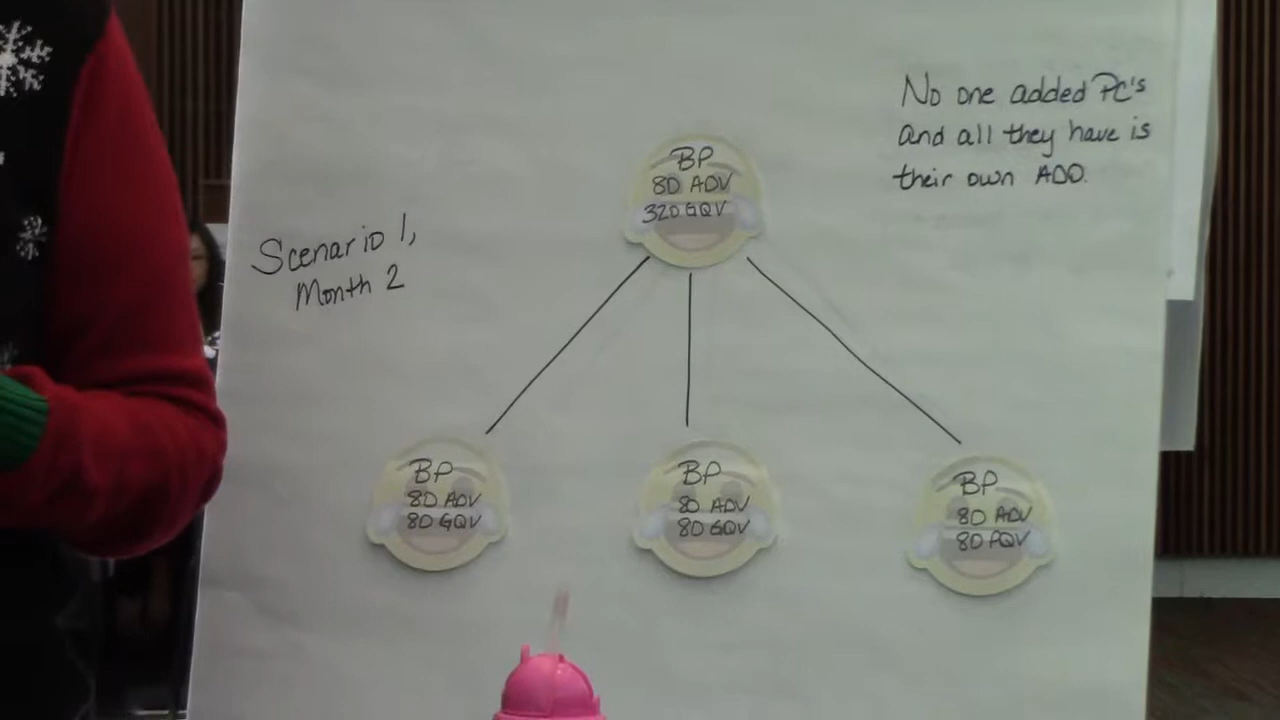 No one added PC's
and all they have is
their own ADO.
BP
80 ADV
320 GQV
Scenario 1,
Month 2
BP
80 ADV
80 GQV
BP
80 ADV
80 GQV
BP
80 ADV
80 PQV